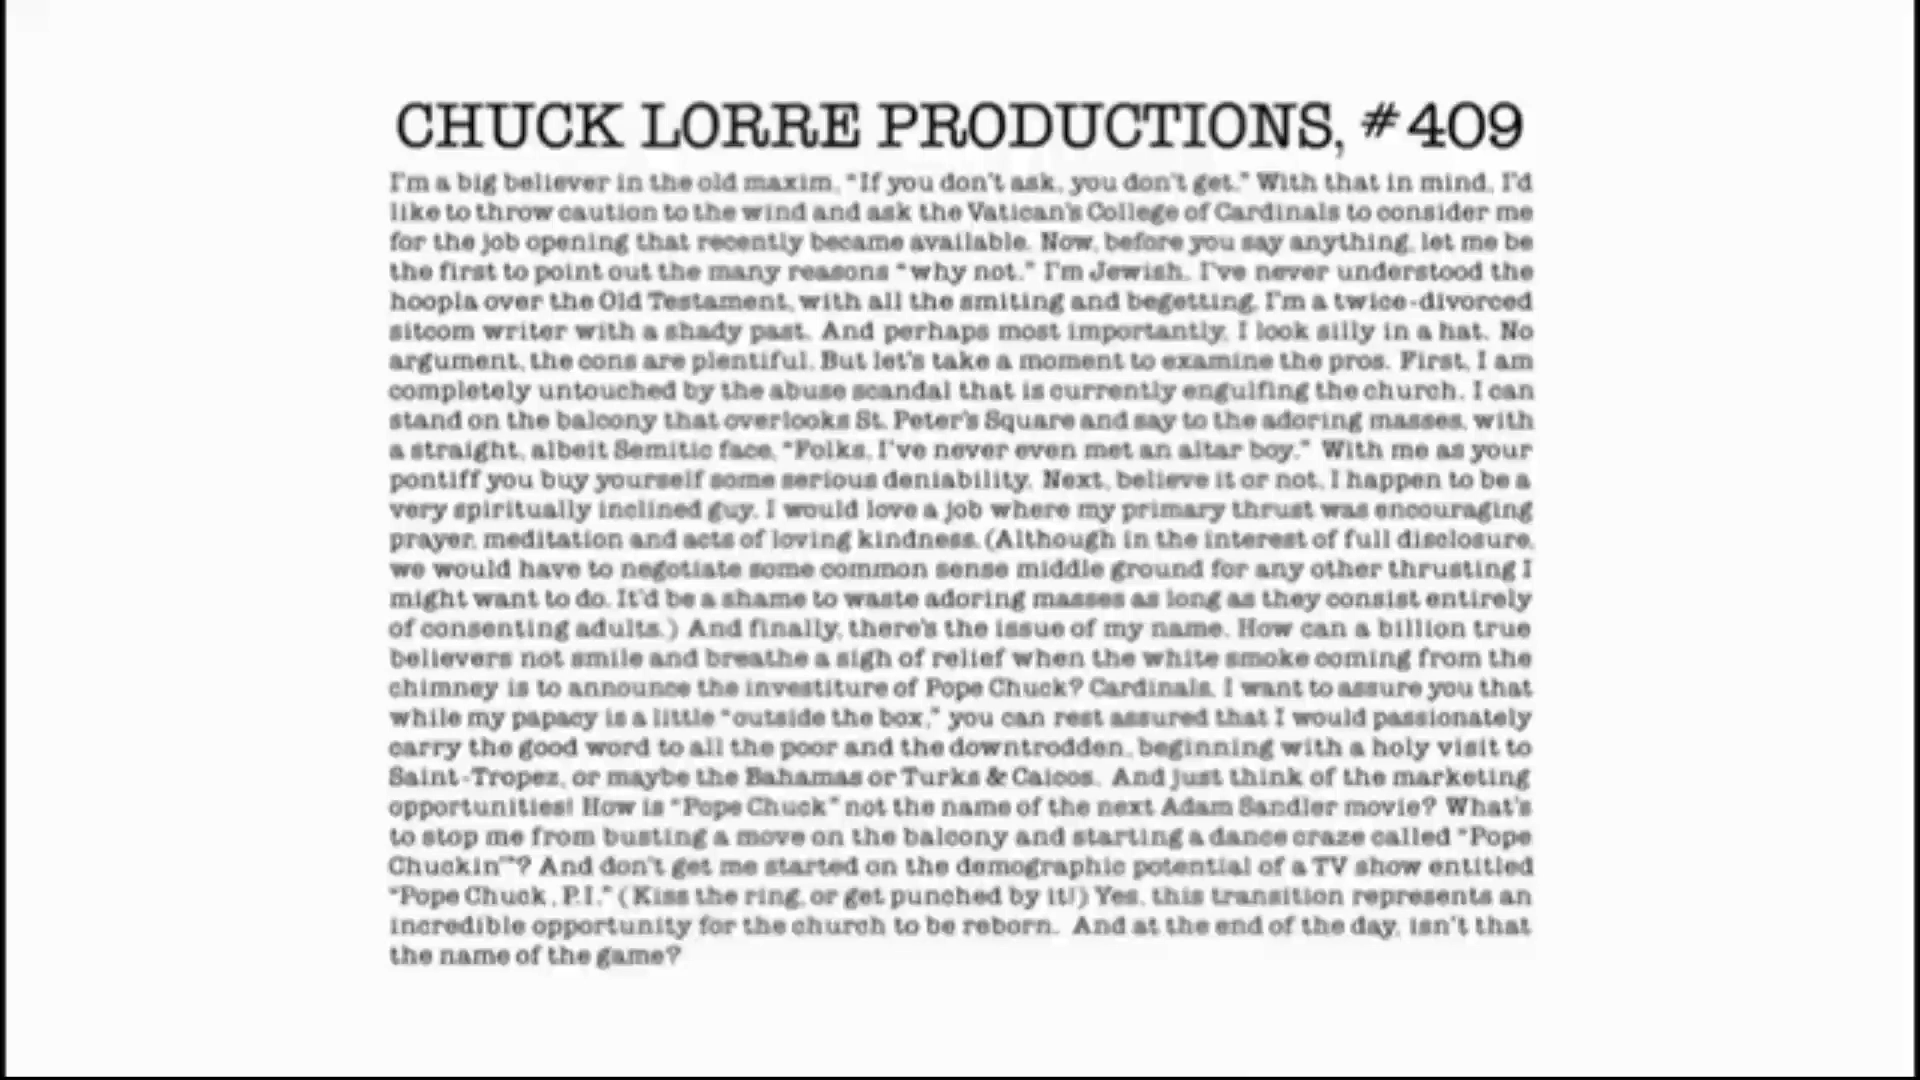 CHUCK LORRE PRODUCTIONS, #409
I'm a big believer in the old maxim, "If you don't ask, you don't get." With that in mind, I'd
like to throw caution to the wind and ask the Vatican's College of Cardinals to consider me
for the job opening that recently became available. Now, before you say anything, let me be
the first to point out the many reasons "why not." I'm Jewish. I've never understood the
hoopla over the Old Testament, with all the smiting and begetting. I'm a twice-divorced
sitcom writer with a shady past. And perhaps most importantly, I look silly in a hat. No
argument, the cons are plentiful. But let's take a moment to examine the pros. First, I am
completely untouched by the abuse scandal that is currently engulfing the church. I can
stand on the balcony that overlooks St. Peter's Square and say to the adoring masses, with
a straight, albeit Semitic face, "Folks, I've never even met an altar boy." With me as your
pontiff you buy yourself some serious deniability. Next, believe it or not, I happen to be a
very spiritually inclined guy. I would love a job where my primary thrust was encouraging
prayer, meditation and acts of loving kindness. (Although in the interest of full disclosure,
we would have to negotiate some common sense middle ground for any other thrusting I
might want to do. It'd be a shame to waste adoring masses as long as they consist entirely
of consenting adults.) And finally, there's the issue of my name. How can a billion true
believers not smile and breathe a sigh of relief when the white smoke coming from the
chimney is to announce the investiture of Pope Chuck? Cardinals, I want to assure you that
while my papacy is a little "outside the box," you can rest assured that I would passionately
carry the good word to all the poor and the downtrodden, beginning with a holy visit to
Saint-Tropez, or maybe the Bahamas or Turks & Caicos. And just think of the marketing
opportunities! How is "Pope Chuck" not the name of the next Adam Sandler movie? What's
to stop me from busting a move on the balcony and starting a dance craze called "Pope
Chuckin'"? And don't get me started on the demographic potential of a TV show entitled
"Pope Chuck, P.I." (Kiss the ring, or get punched by it!) Yes, this transition represents an
incredible opportunity for the church to be reborn. And at the end of the day, isn't that
the name of the game?